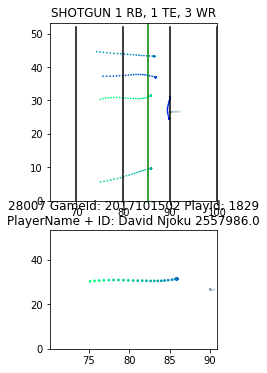 SHOTGUN 1 RB, 1 TE, 3 WR
50
40
30
20
10
0
70 80 90 100
28007 GameId: 2017101502 PlayId: 1829
PlayerName + ID: David Njoku 2557986.0
40
20
0
75 80 85 90